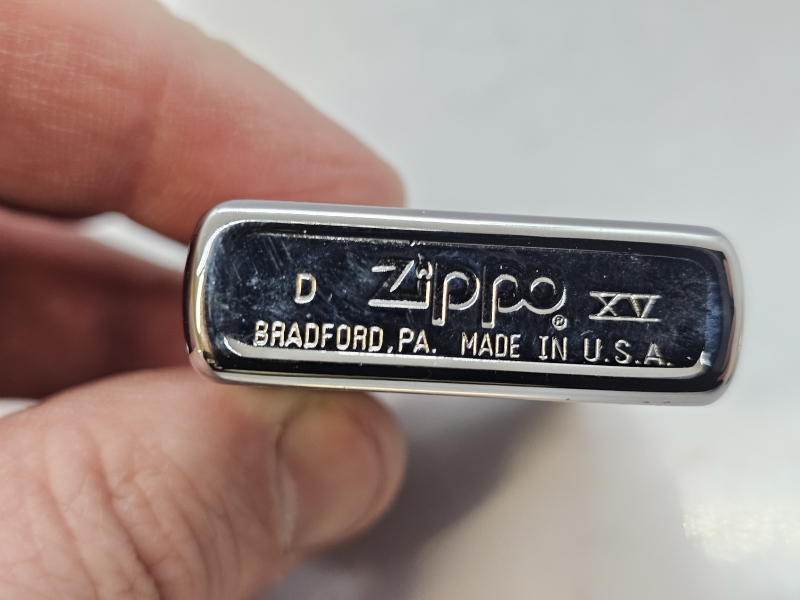 D Zippo® XV
BRADFORD, PA. MADE IN U.S.A.